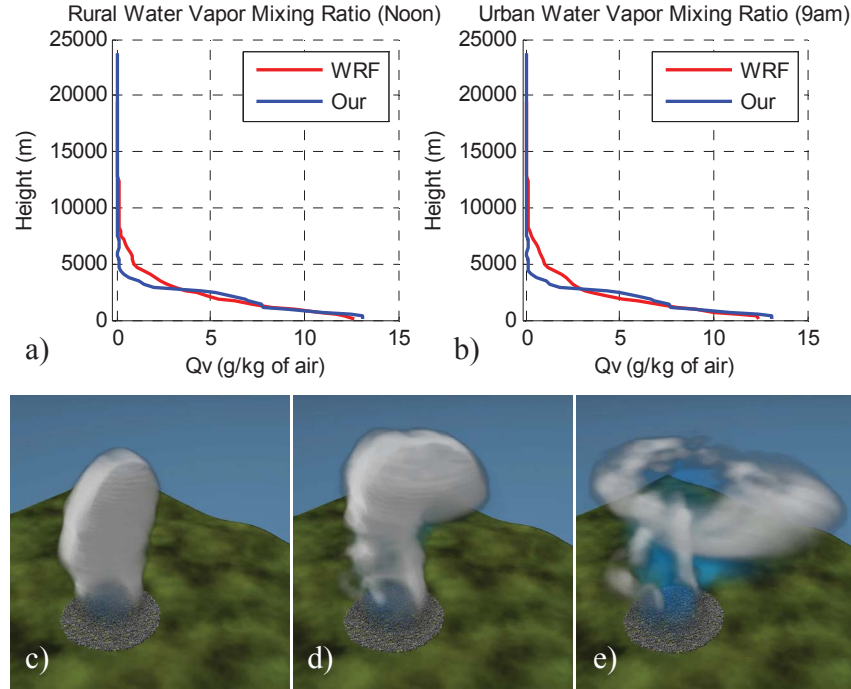 Rural Water Vapor Mixing Ratio (Noon)
25000
20000
15000
10000
5000
0
Height (m)
WRF
Our
0 5 10 15
Qv (g/kg of air)
a)
Urban Water Vapor Mixing Ratio (9am)
25000
20000
15000
10000
5000
0
Height (m)
WRF
Our
0 5 10 15
Qv (g/kg of air)
b)
c)
d)
e)